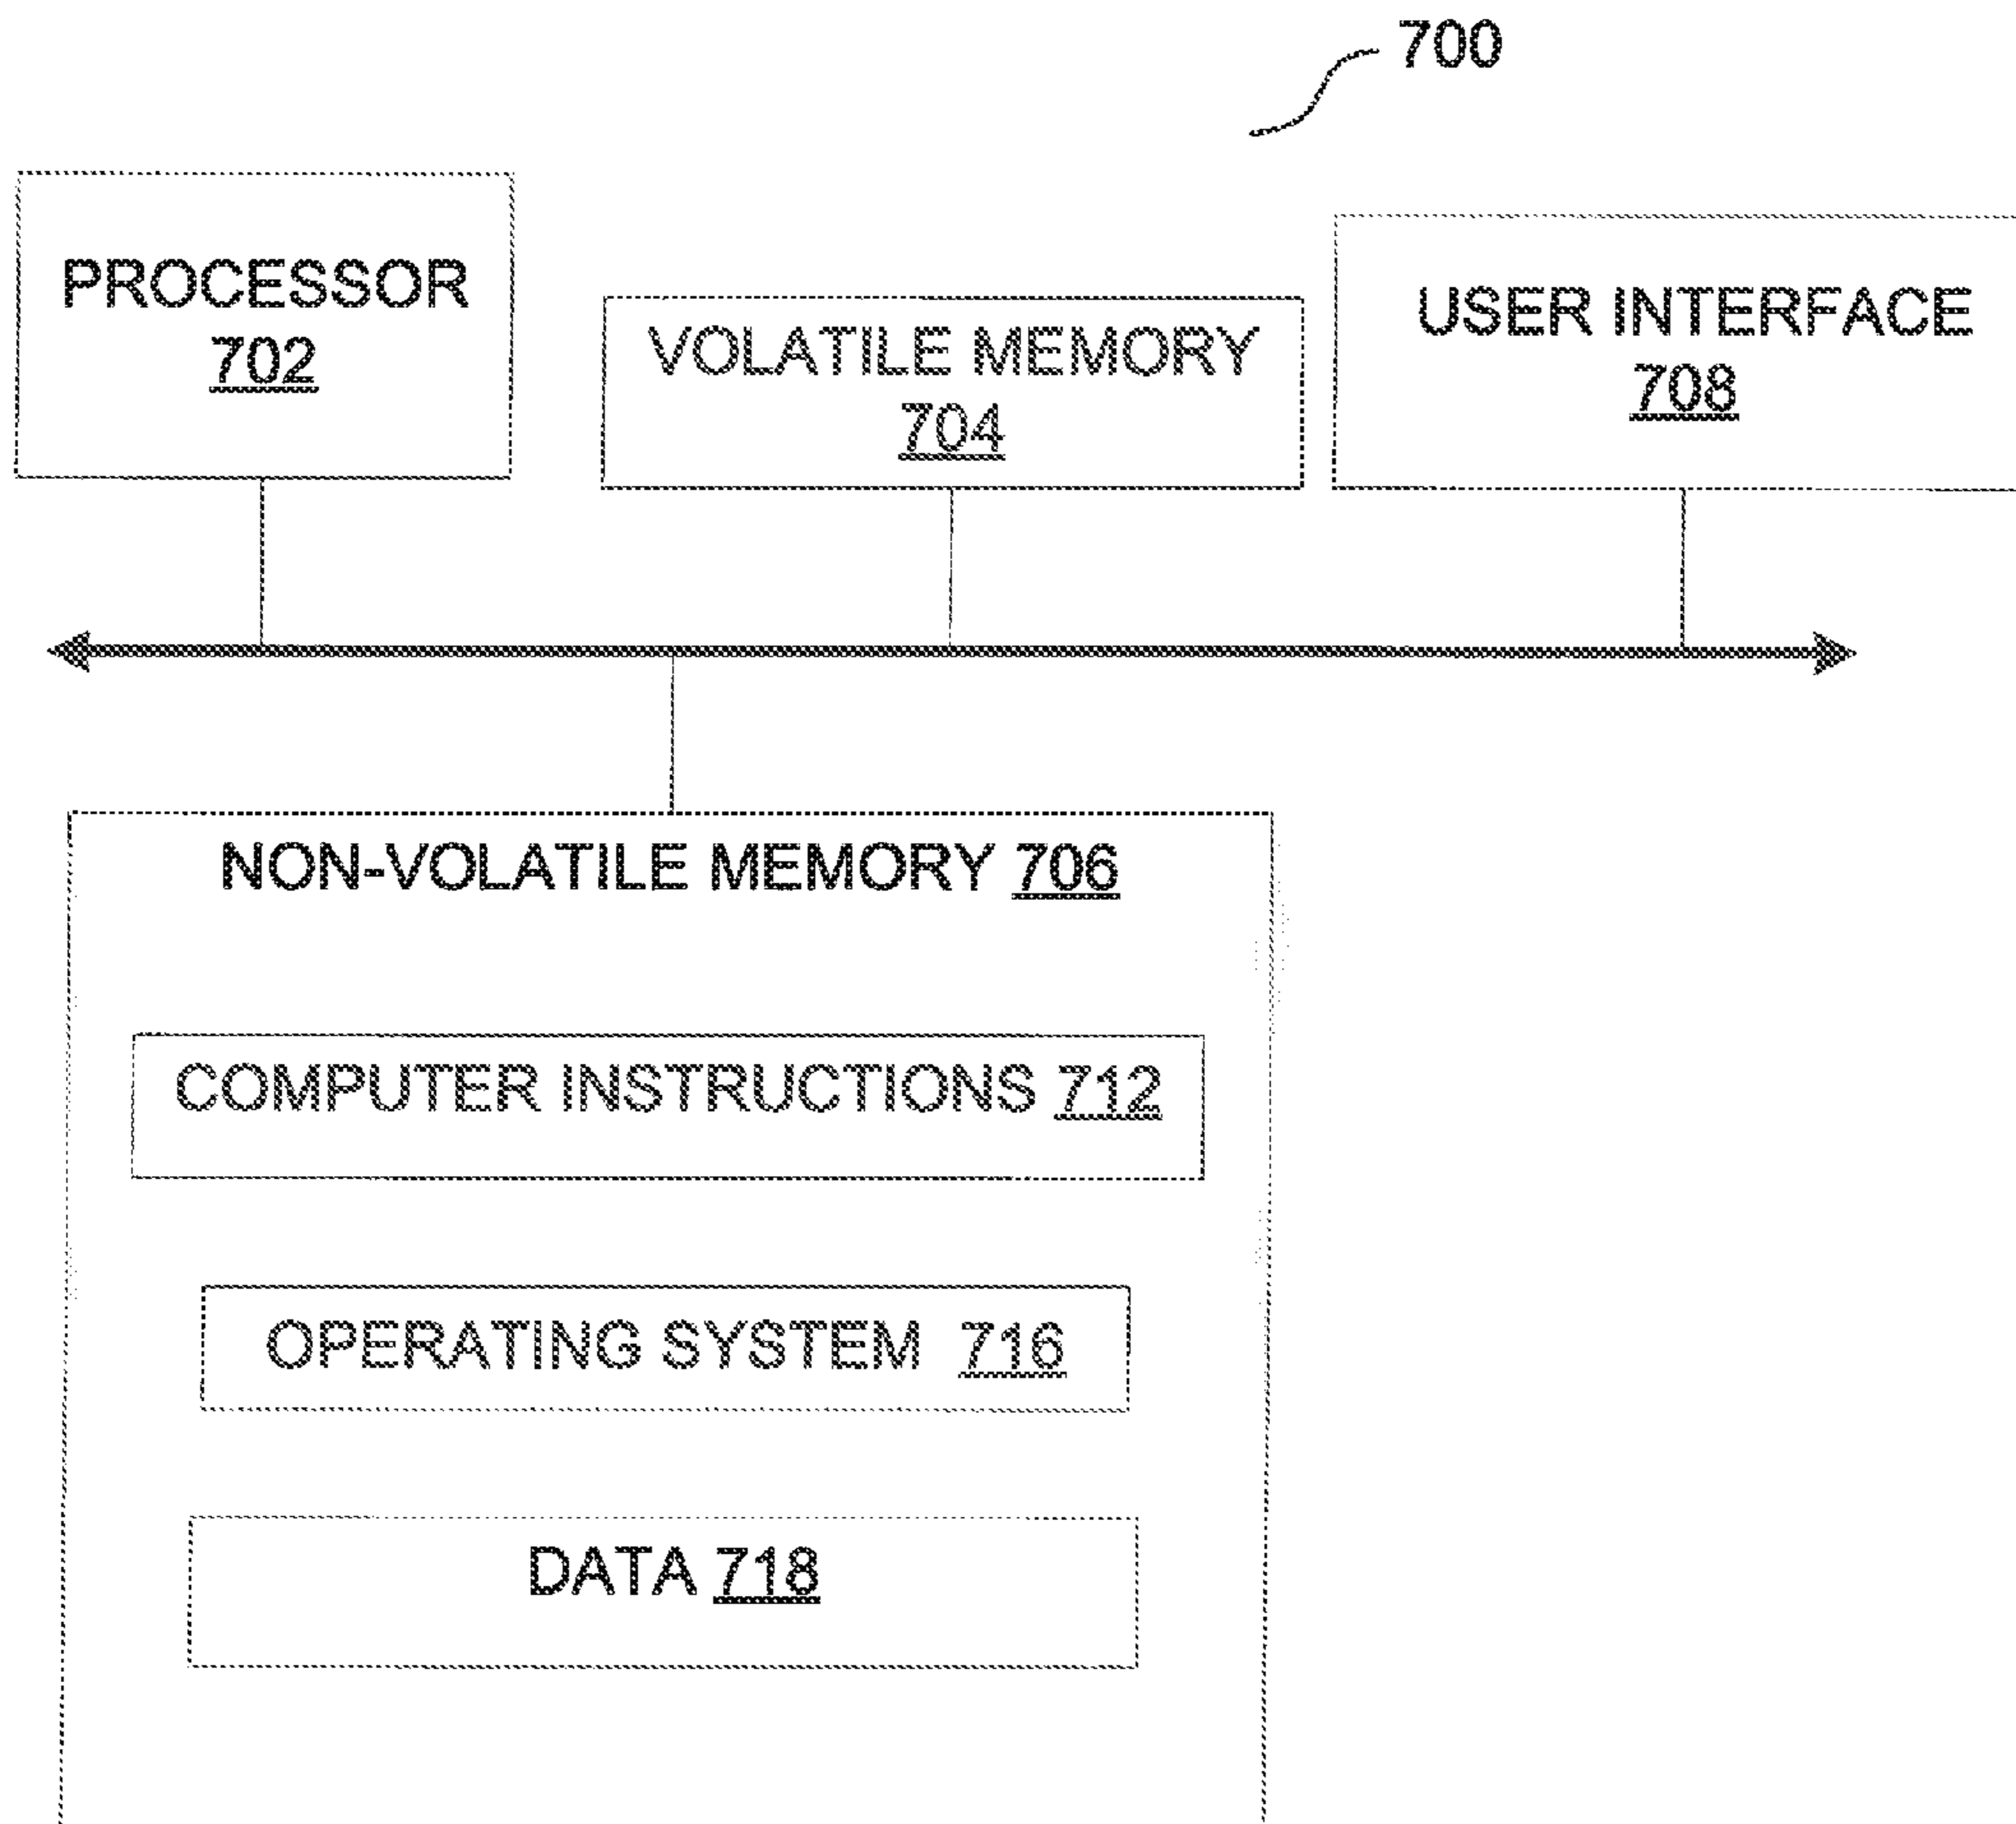 700
PROCESSOR
702
VOLATILE MEMORY
704
USER INTERFACE
708
NON-VOLATILE MEMORY 706
COMPUTER INSTRUCTIONS 712
OPERATING SYSTEM 716
DATA 718